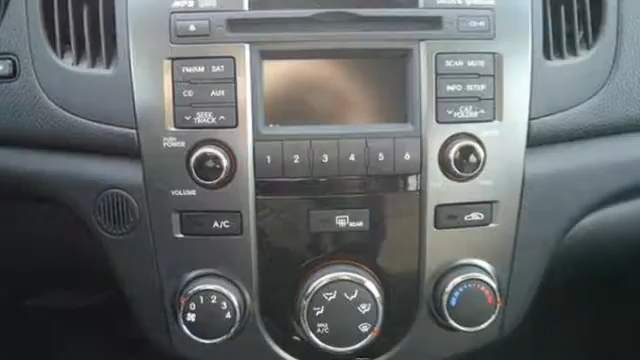 MP3
FM/AM SAT
SCAN MUTE
CD AUX
INFO SETUP
SEEK
TRACK
CAT
FOLDER
PUSH
POWER
1 2 3 4 5 6
VOLUME
A/C
REAR
0 1 2 3 4
MAX
A/C